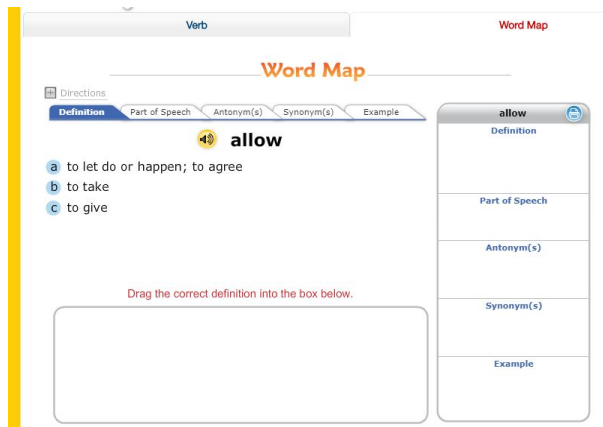 Verb
Word Map
Word Map
Directions
Definition
Part of Speech
Antonym(s)
Synonym(s)
Example
allow
a to let do or happen; to agree
b to take
c to give
Drag the correct definition into the box below.
allow
Definition
Part of Speech
Antonym(s)
Synonym(s)
Example